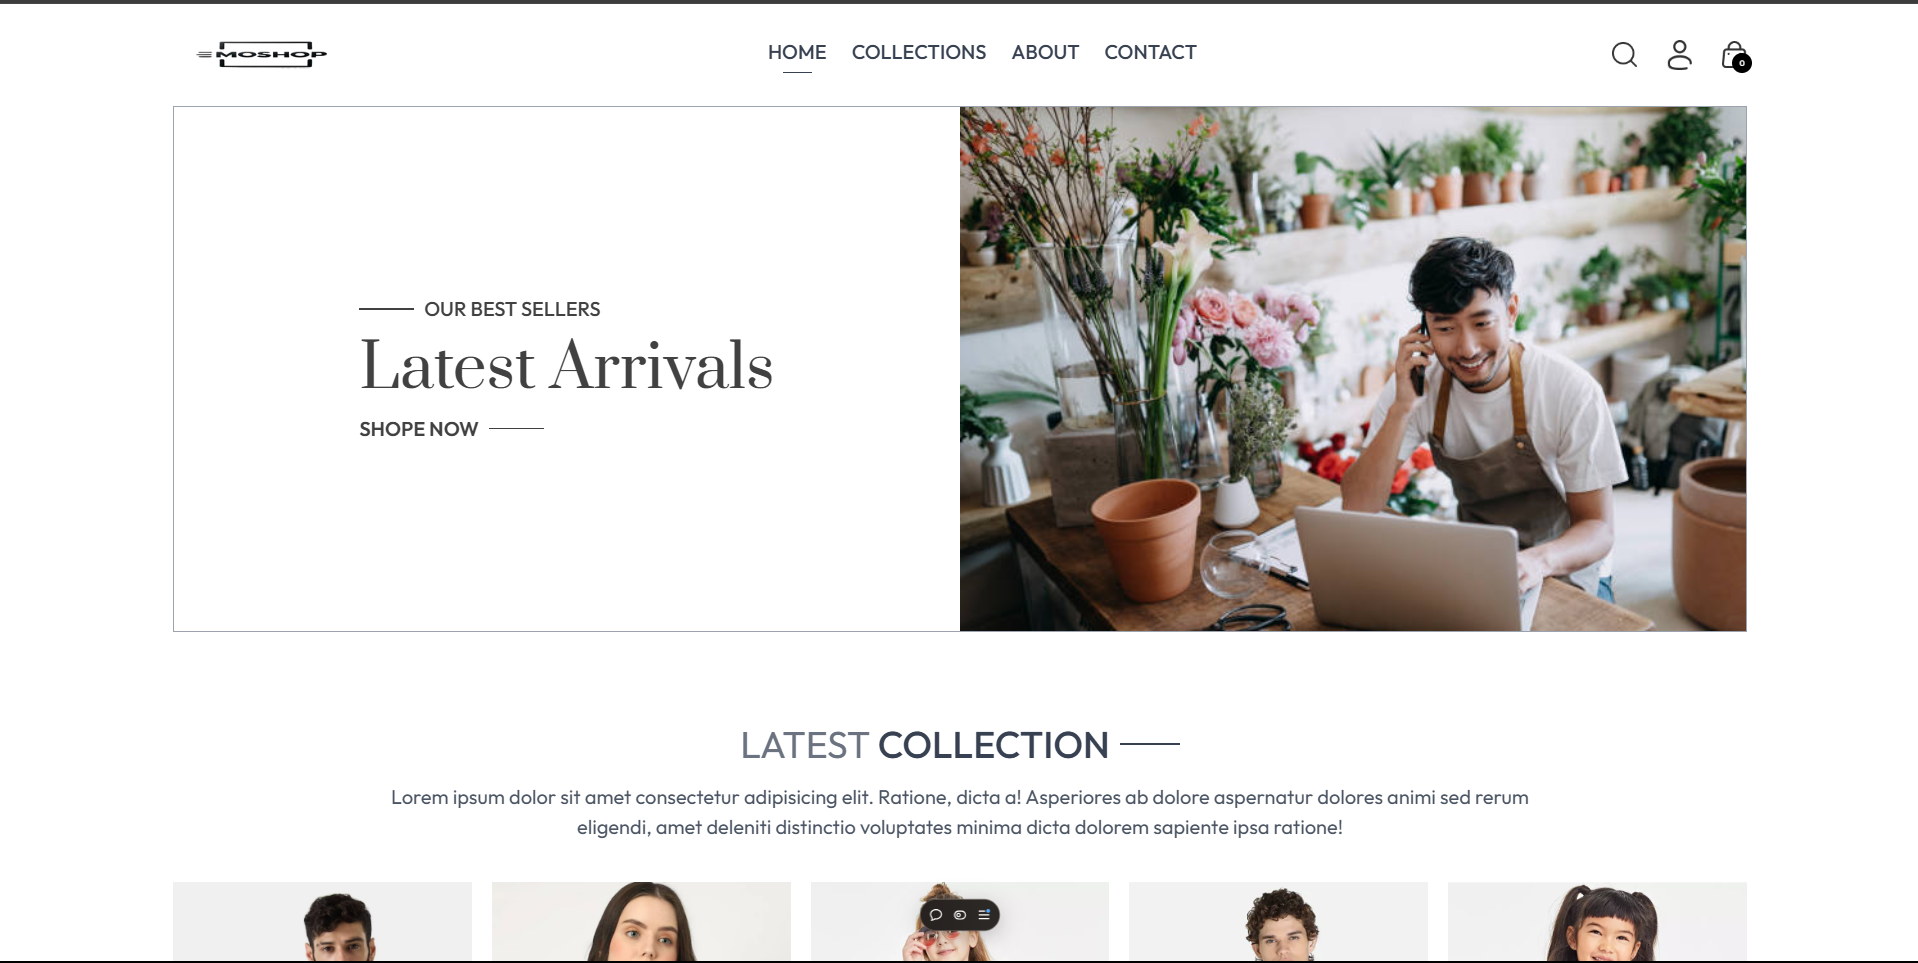 MOSHOP
HOME COLLECTIONS ABOUT CONTACT
0
OUR BEST SELLERS
Latest Arrivals
SHOPE NOW
LATEST COLLECTION
Lorem ipsum dolor sit amet consectetur adipisicing elit. Ratione, dicta a! Asperiores ab dolore aspernatur dolores animi sed rerum
eligendi, amet deleniti distinctio voluptates minima dicta dolorem sapiente ipsa ratione!